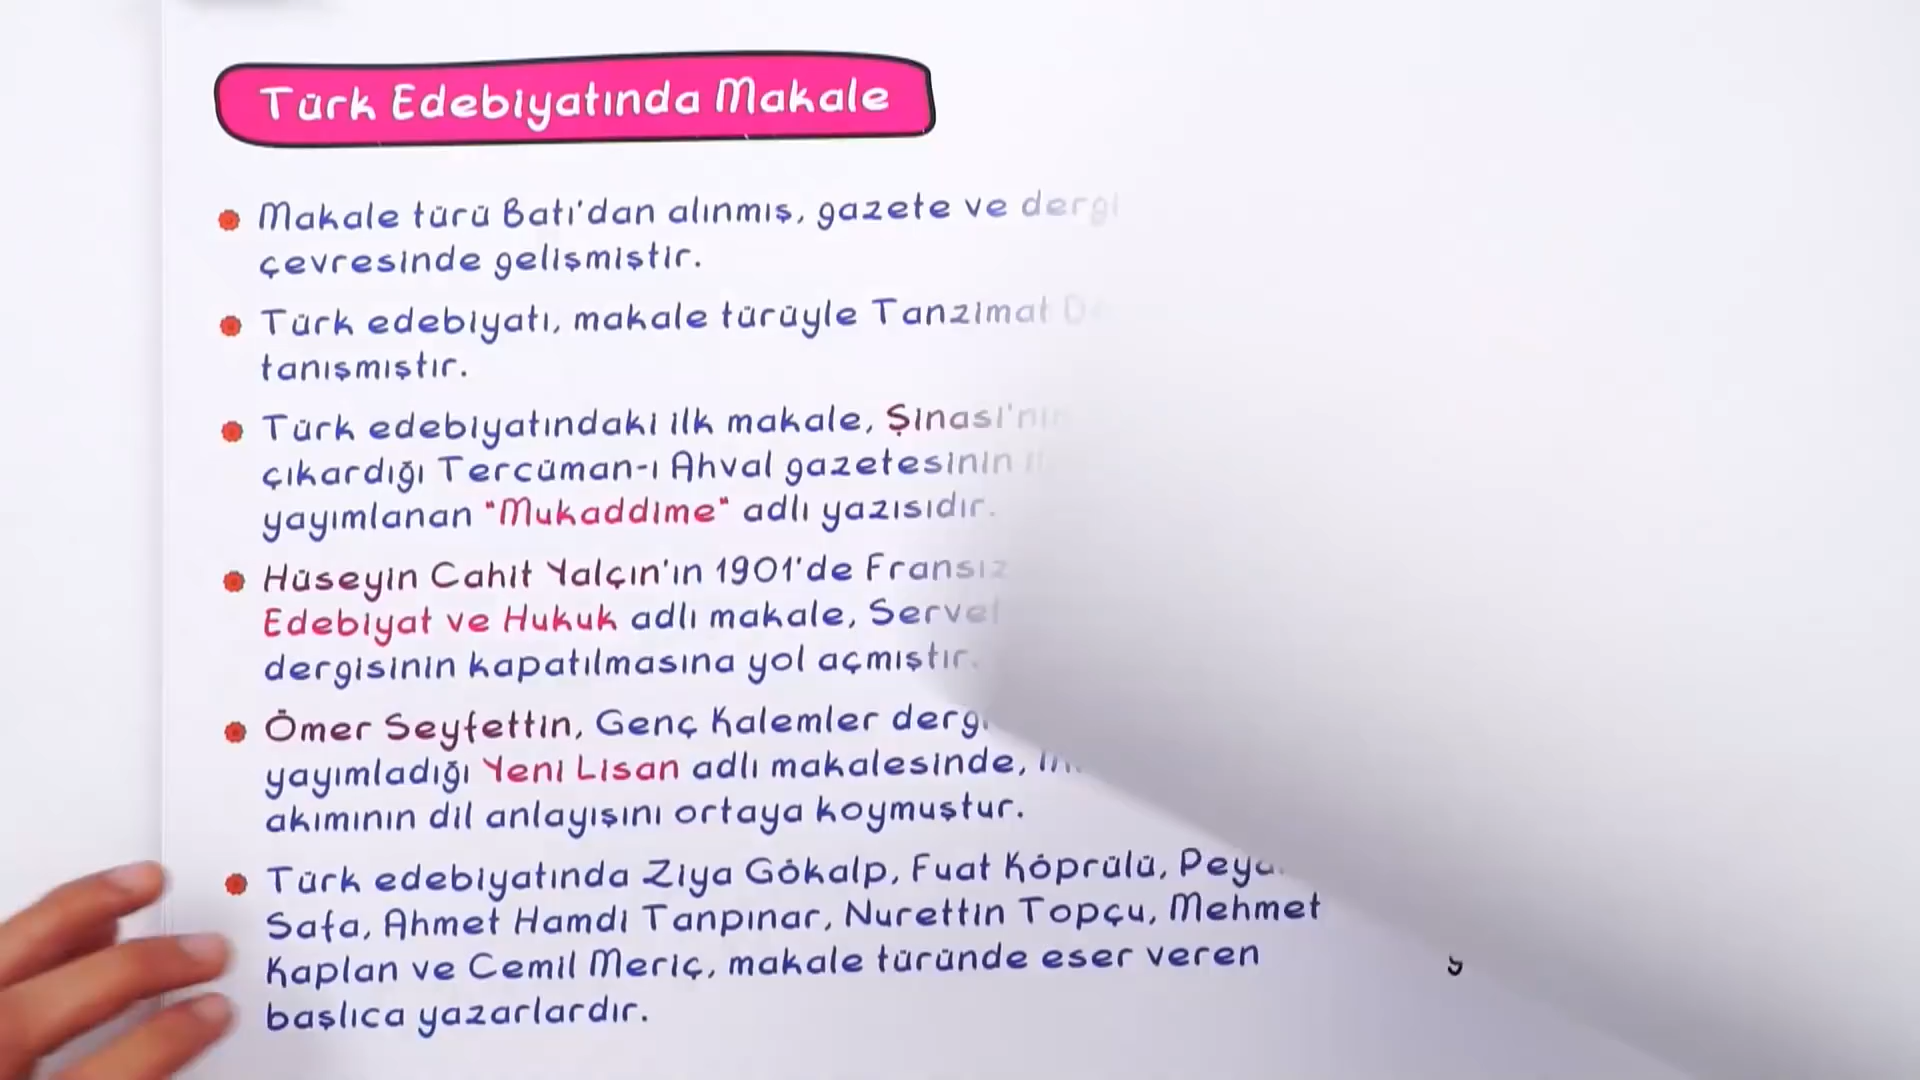 Türk Edebiyatında Makale
Makale türü Batı'dan alınmış, gazete ve dergi
çevresinde gelişmiştir.
Türk edebiyatı, makale türüyle Tanzimat
tanışmıştır.
Türk edebiyatındaki ilk makale, Şinasi'nin
çıkardığı Tercüman-ı Ahval gazetesinin
yayımlanan "Mukaddime" adlı yazısıdır.
Hüseyin Cahit Yalçın'ın 1901'de
Edebiyat ve Hukuk adlı makale,
dergisinin kapatılmasına yol açmıştır.
Ömer Seyfettin, Genç Kalemler
yayımladığı Yeni Lisan adlı makalesinde,
akımının dil anlayışını ortaya koymuştur.
Türk edebiyatında Ziya Gökalp, Fuat Köprülü,
Safa, Ahmet Hamdi Tanpınar, Nurettin Topçu, Mehmet
Kaplan ve Cemil Meriç, makale türünde eser veren
başlıca yazarlardır.